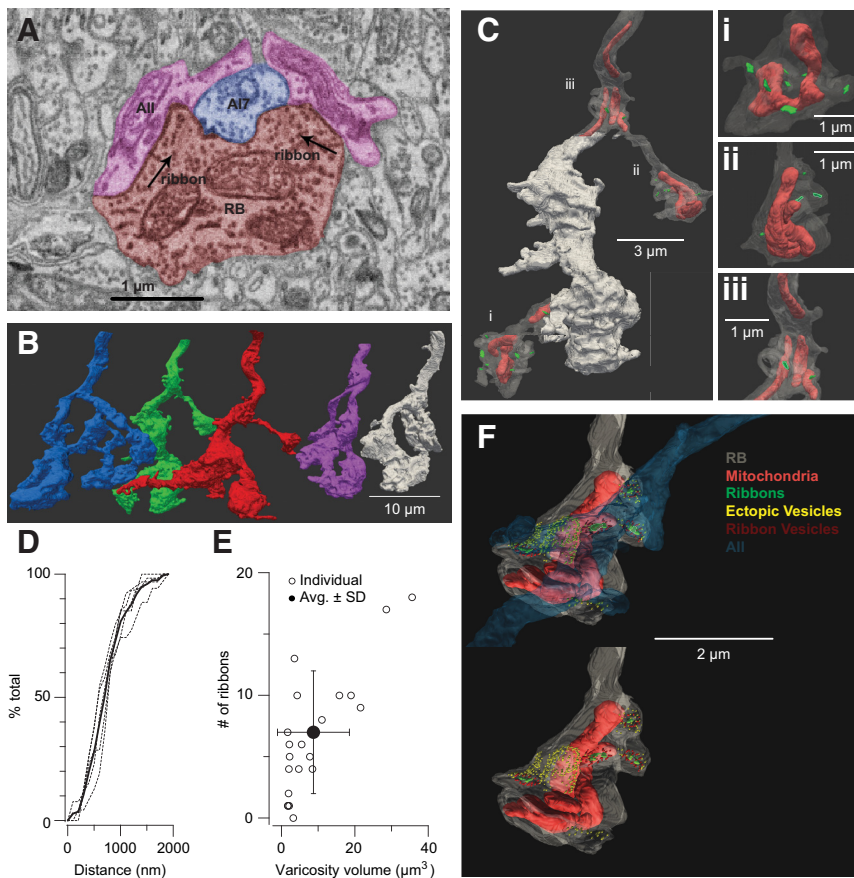 A
AII
AI7
ribbon
ribbon
RB
1 µm
B
10 µm
C
iii
ii
3 µm
i
i
1 µm
ii
1 µm
iii
1 µm
D
100
50
0
% total
0
1000
2000
Distance (nm)
E
20
10
0
# of ribbons
Individual
Avg. ± SD
0
20
40
Varicosity volume (µm³)
F
RB
Mitochondria
Ribbons
Ectopic Vesicles
Ribbon Vesicles
AII
2 µm